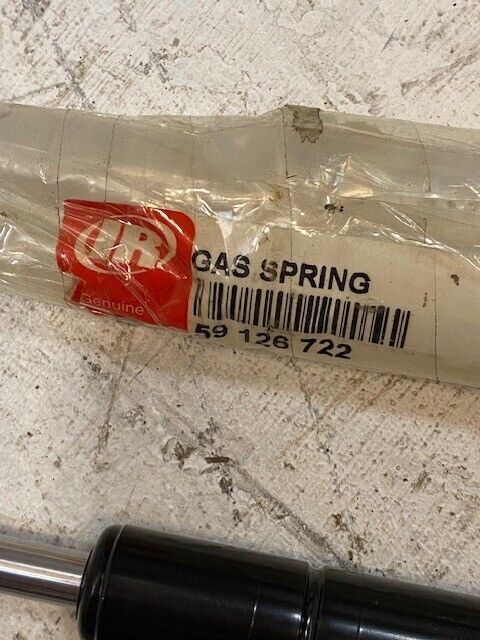 IR
Genuine
GAS SPRING
59 126 722